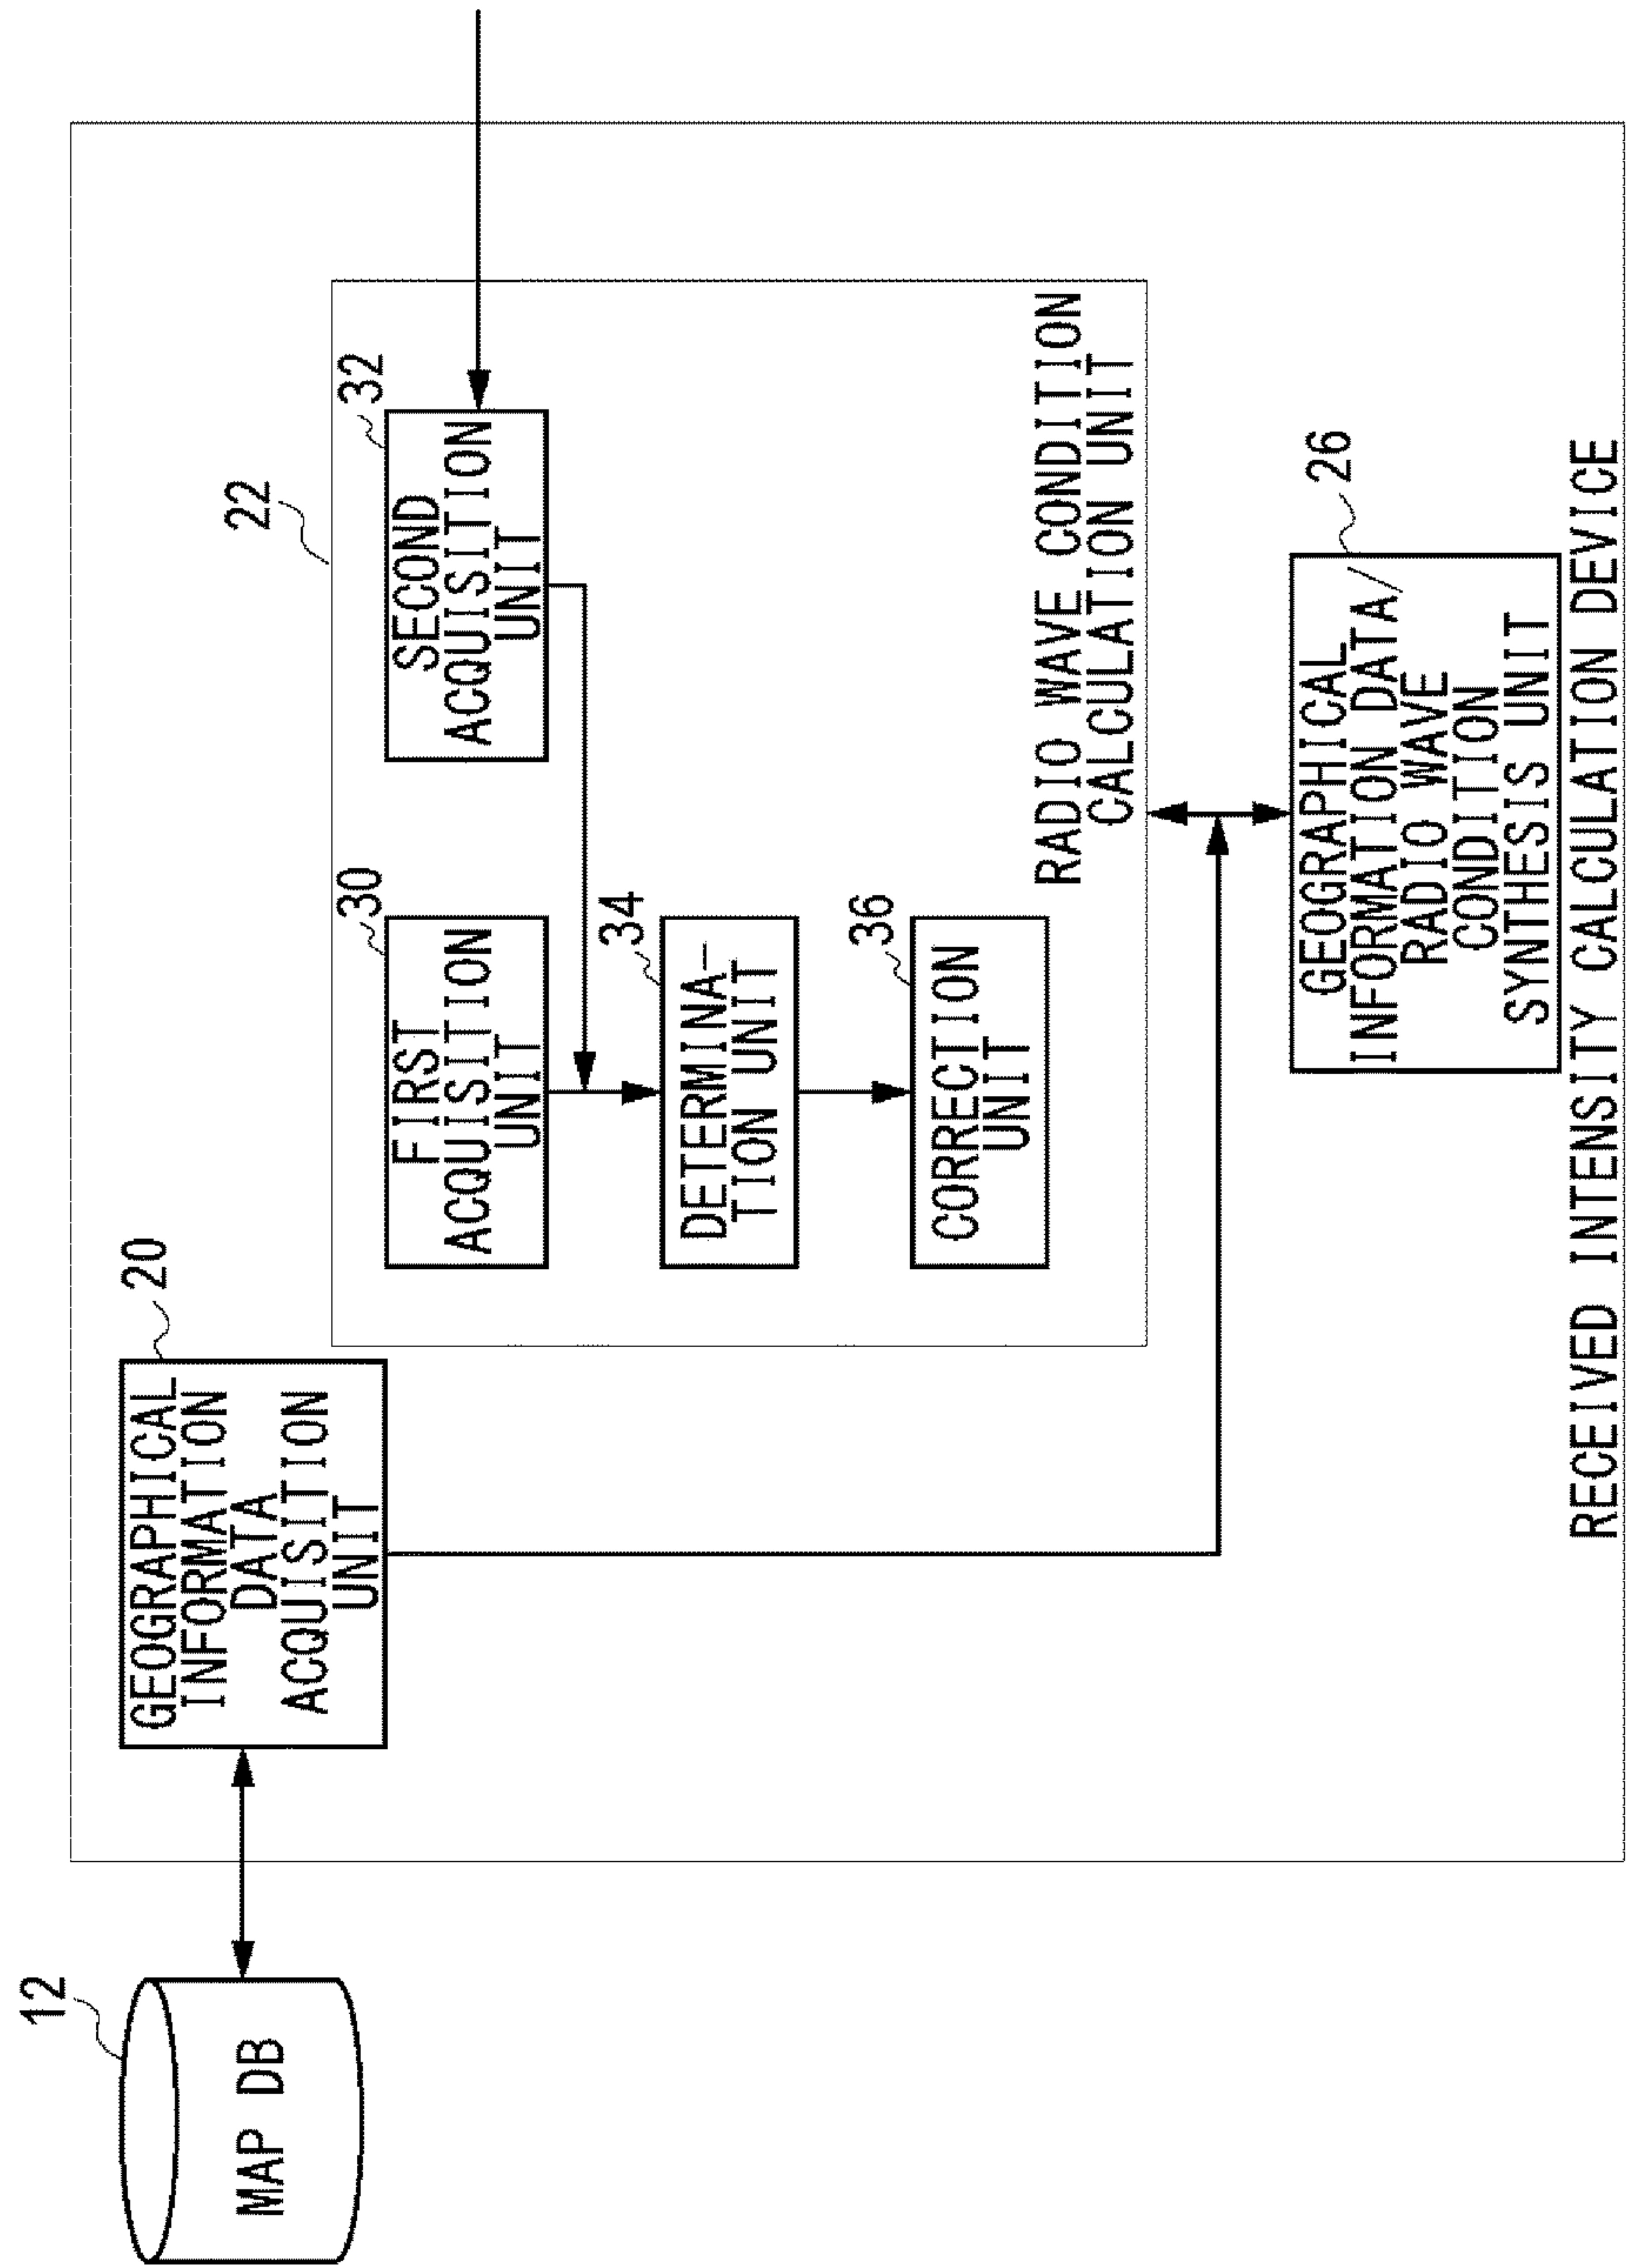 12
MAP DB
20
GEOGRAPHICAL
INFORMATION
DATA
ACQUISITION
UNIT
22
30
FIRST
ACQUISITION
UNIT
32
SECOND
ACQUISITION
UNIT
34
DETERMINA-
TION UNIT
36
CORRECTION
UNIT
RADIO WAVE CONDITION
CALCULATION UNIT
26
GEOGRAPHICAL
INFORMATION DATA/
RADIO WAVE
CONDITION
SYNTHESIS UNIT
RECEIVED INTENSITY CALCULATION DEVICE